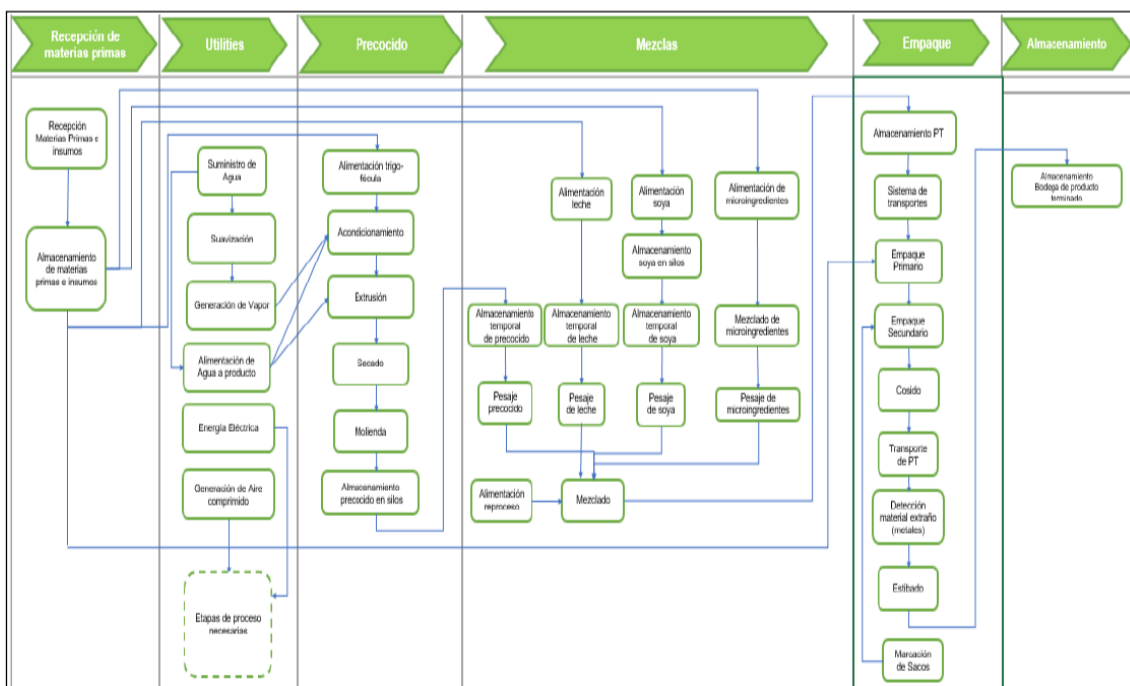 Recepción de
materias primas
Utilities
Precocido
Mezclas
Empaque
Almacenamiento
Recepción
Materias Primas e
insumos
Almacenamiento
de materias
primas e insumos
Suministro de
Agua
Suavización
Generación de Vapor
Alimentación de
Agua a producto
Energía Eléctrica
Generación de Aire
comprimido
Etapas de proceso
necesarias
Alimentación trigo-
fécula
Acondicionamiento
Extrusión
Secado
Molienda
Almacenamiento
precocido en silos
Almacenamiento
temporal
de precocido
Pesaje
precocido
Alimentación
reproceso
Alimentación
leche
Almacenamiento
temporal
de leche
Pesaje
de leche
Mezclado
Alimentación
soya
Almacenamiento
soya en silos
Almacenamiento
temporal
de soya
Pesaje
de soya
Alimentación de
microingredientes
Mezclado de
microingredientes
Pesaje de
microingredientes
Almacenamiento PT
Sistema de
transportes
Empaque
Primario
Empaque
Secundario
Cosido
Transporte
de PT
Detección
material extraño
(metales)
Estibado
Marcación
de Sacos
Almacenamiento
Bodega de producto
terminado